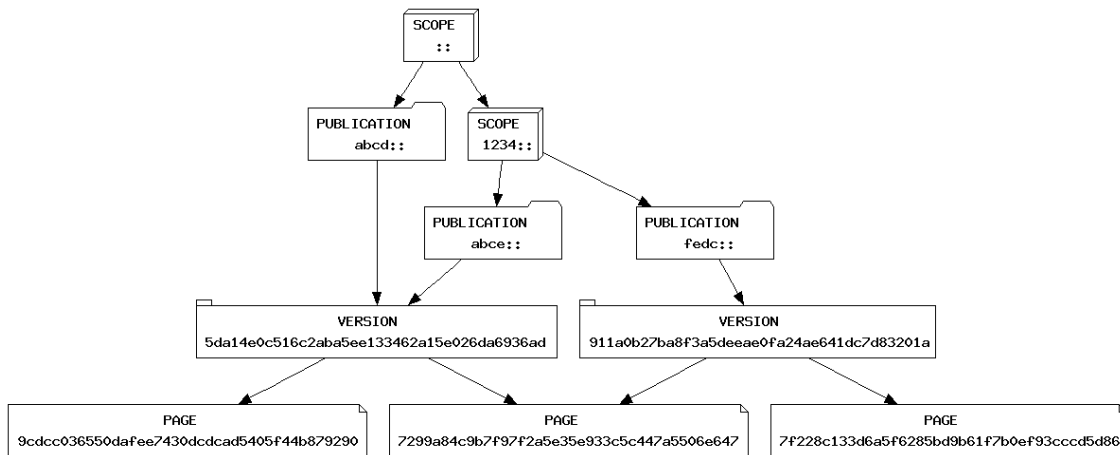 SCOPE
::
PUBLICATION
abcd::
SCOPE
1234::
PUBLICATION
abce::
PUBLICATION
fedc::
VERSION
5da14e0c516c2aba5ee133462a15e026da6936ad
VERSION
911a0b27ba8f3a5deeae0fa24ae641dc7d83201a
PAGE
9cdcc036550dafee7430dcdcad5405f44b879290
PAGE
7299a84c9b7f97f2a5e35e933c5c447a5506e647
PAGE
7f228c133d6a5f6285bd9b61f7b0ef93cccd5d86